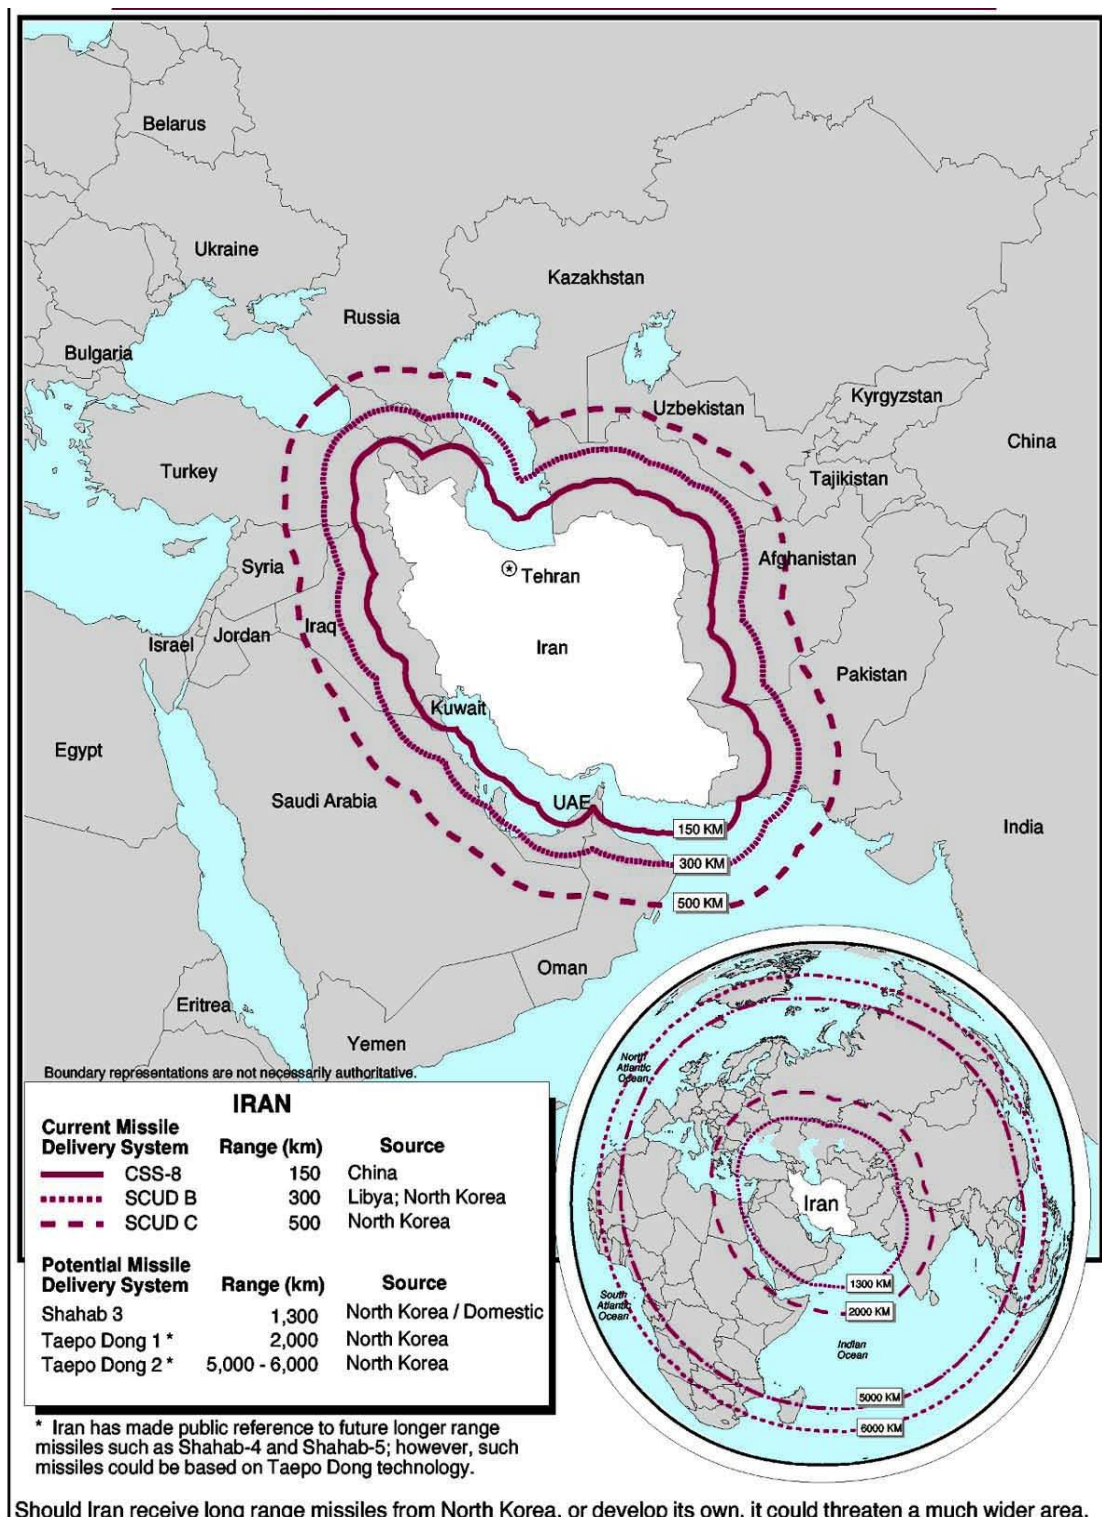 Belarus
Ukraine
Kazakhstan
Russia
Bulgaria
Uzbekistan
Kyrgyzstan
China
Turkey
Tajikistan
Afghanistan
Syria
Tehran
Iraq
Israel
Jordan
Iran
Pakistan
Kuwait
Egypt
Saudi Arabia
UAE
India
150 KM
300 KM
500 KM
Oman
Eritrea
Yemen
Boundary representations are not necessarily authoritative.
IRAN
Current Missile
Delivery System Range (km) Source
CSS-8 150 China
SCUD B 300 Libya; North Korea
SCUD C 500 North Korea
Potential Missile
Delivery System Range (km) Source
Shahab 3 1,300 North Korea / Domestic
Taepo Dong 1 * 2,000 North Korea
Taepo Dong 2 * 5,000 - 6,000 North Korea
North
Atlantic
Ocean
Iran
1300 KM
2000 KM
South
Atlantic
Ocean
Indian
Ocean
5000 KM
6000 KM
* Iran has made public reference to future longer range
missiles such as Shahab-4 and Shahab-5; however, such
missiles could be based on Taepo Dong technology.
Should Iran receive long range missiles from North Korea, or develop its own, it could threaten a much wider area.